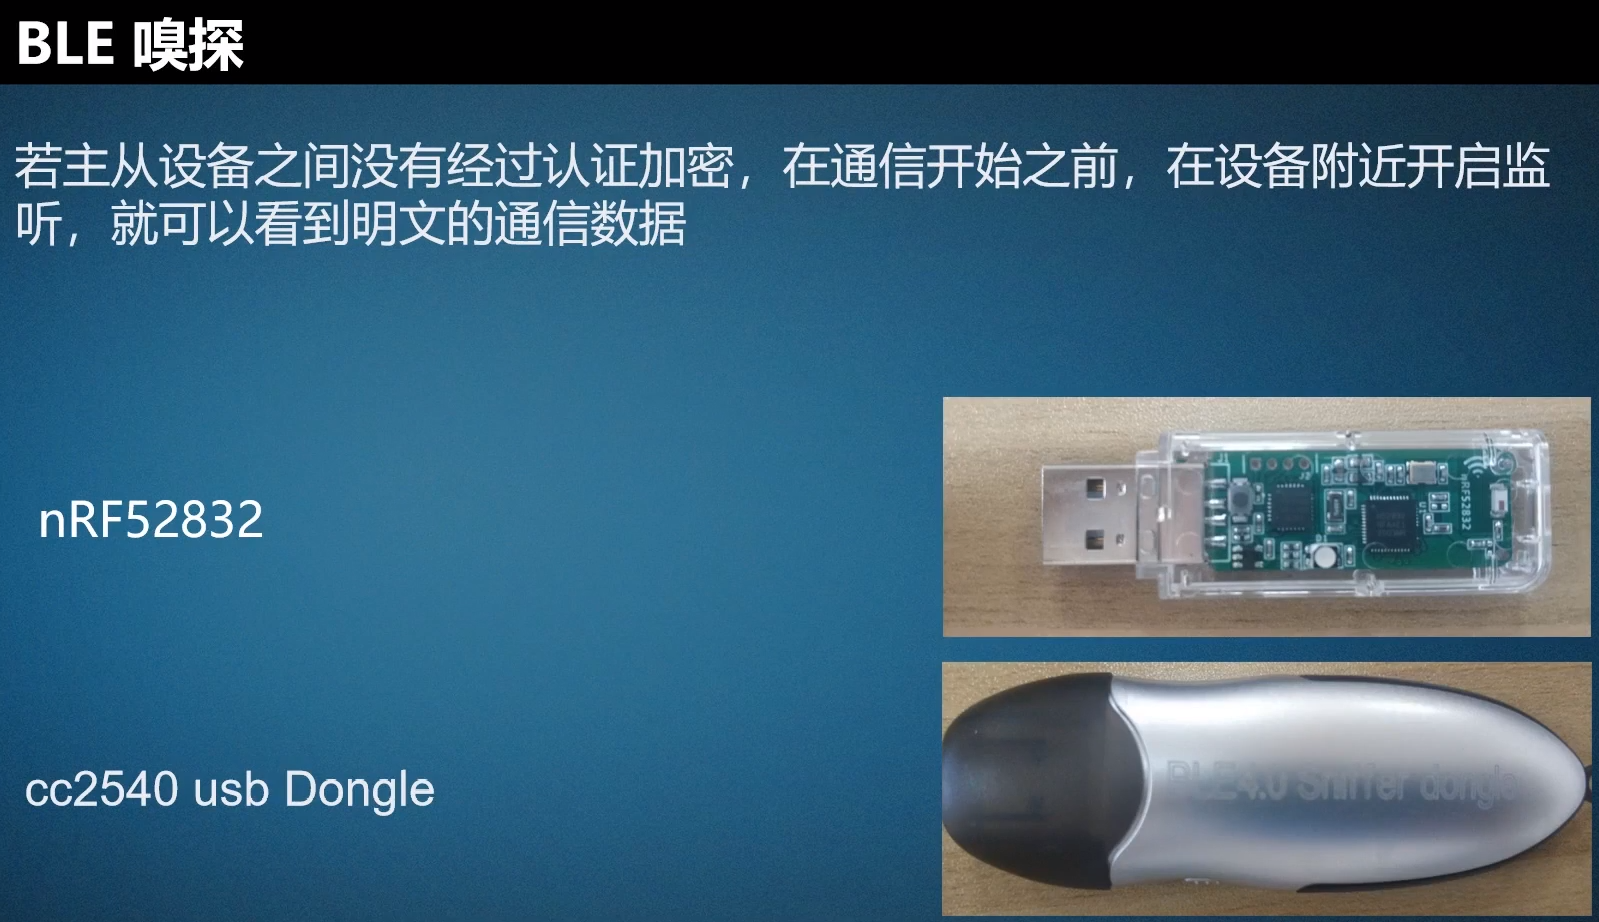 BLE 嗅探
若主从设备之间没有经过认证加密，在通信开始之前，在设备附近开启监
听，就可以看到明文的通信数据
nRF52832
nRF52832
cc2540 usb Dongle
BLE4.0 Sniffer dongle